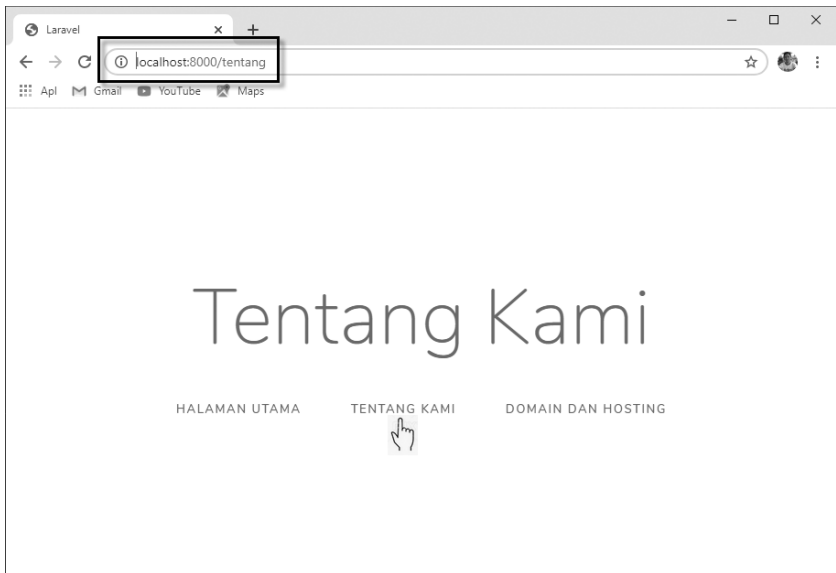 Laravel
localhost:8000/tentang
Apl Gmail YouTube Maps
Tentang Kami
HALAMAN UTAMA TENTANG KAMI DOMAIN DAN HOSTING